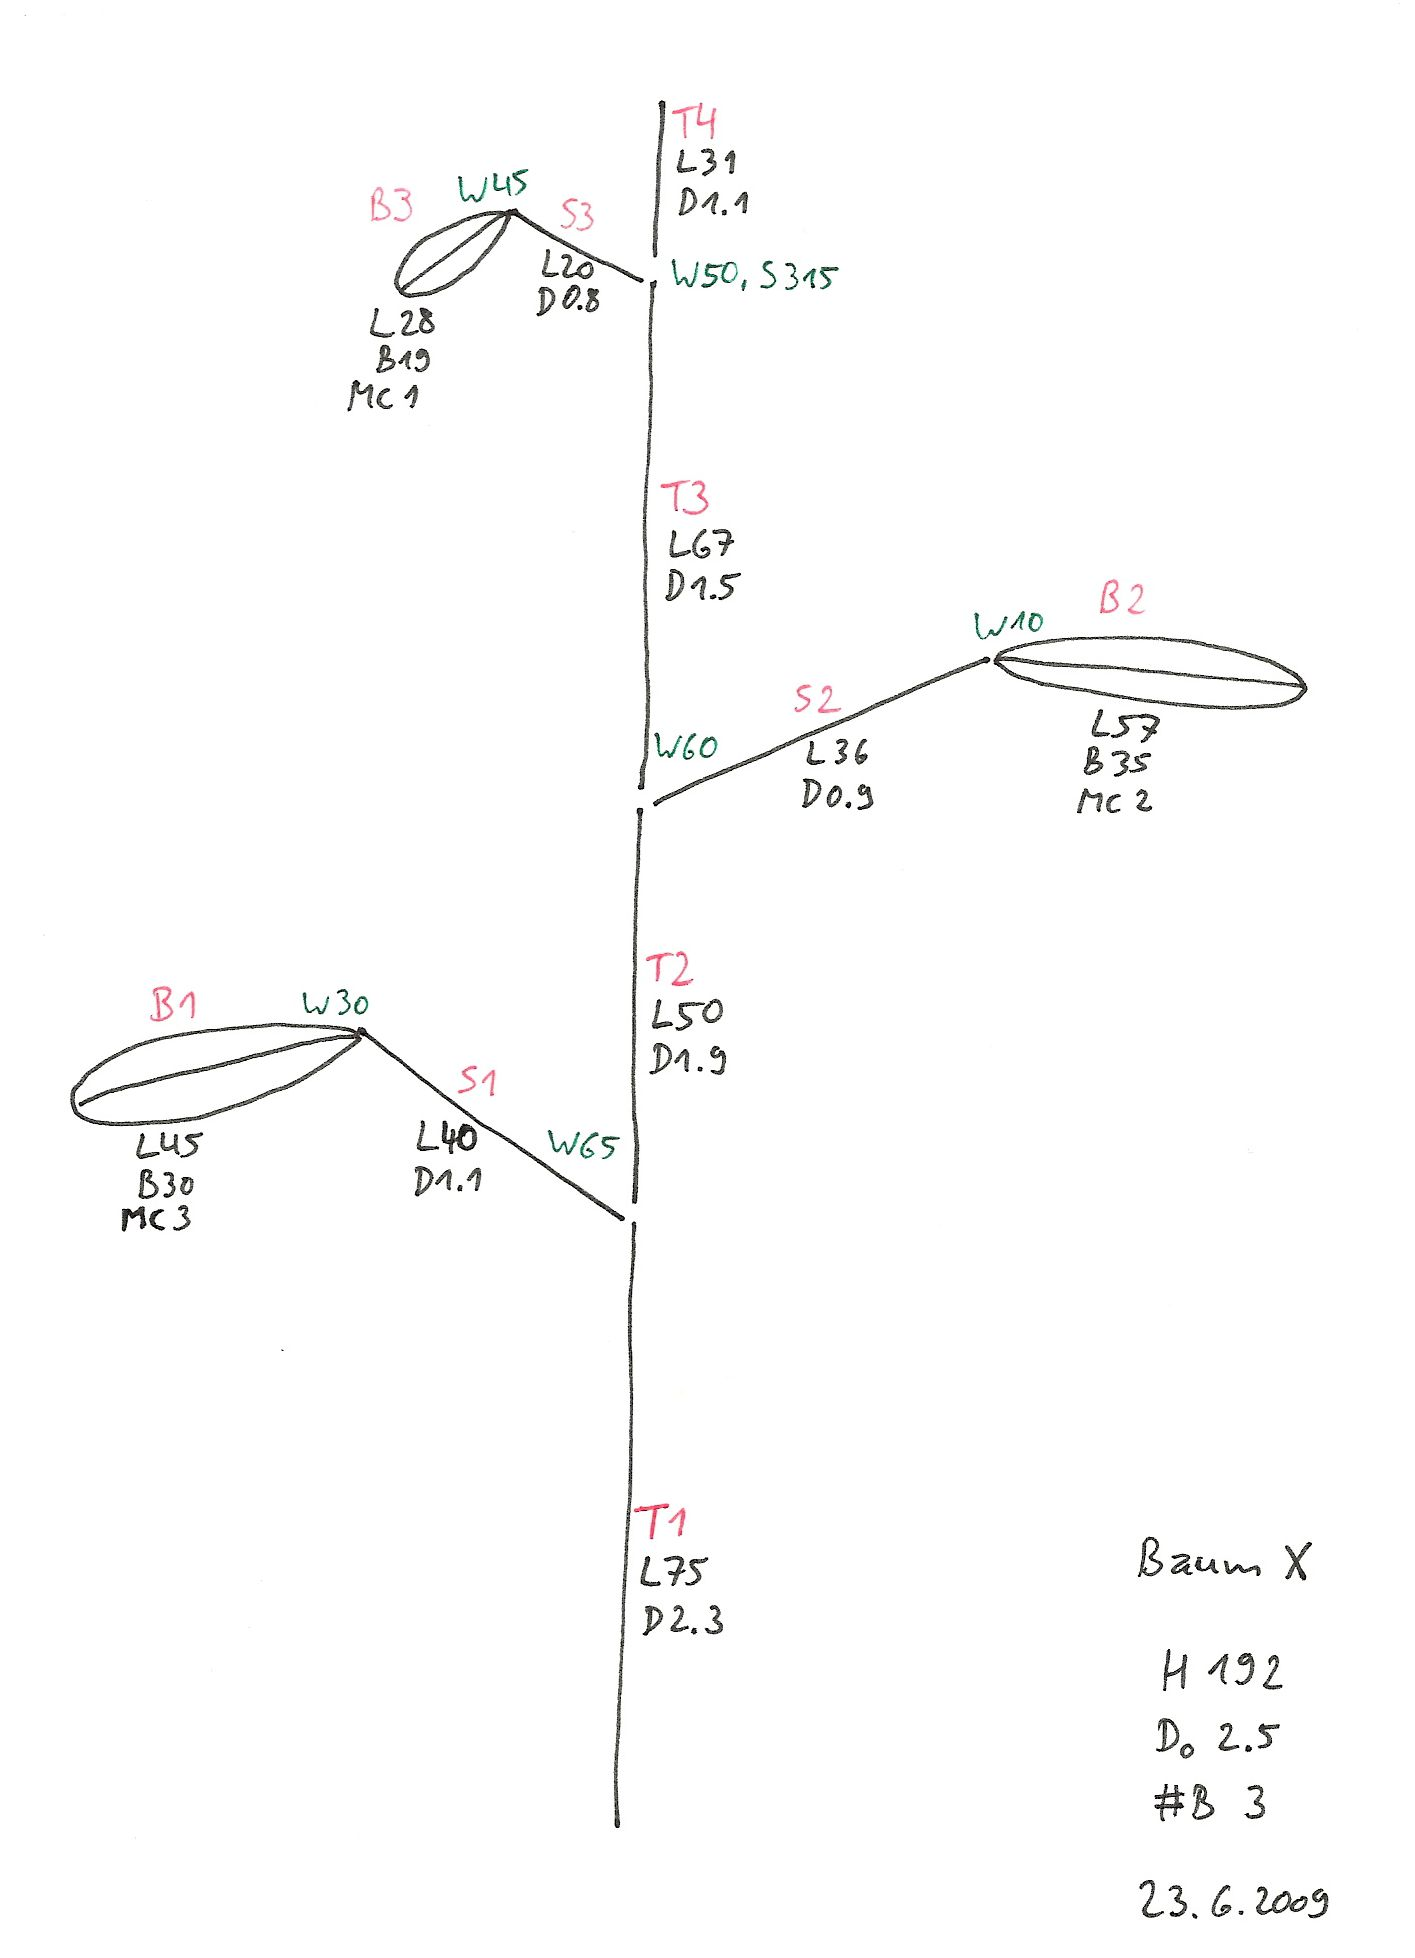 T4
L31
D1.1
W45
B3
S3
L20
D0.8
W50, S315
L28
B19
MC 1
T3
L67
D1.5
B2
W10
S2
L36
D0.9
W60
L57
B35
MC 2
T2
L50
D1.9
B1
W30
S1
L40
D1.1
W65
L45
B30
MC 3
T1
L75
D2.3
Baum X
H 192
D₀ 2.5
#B 3
23.6.2009